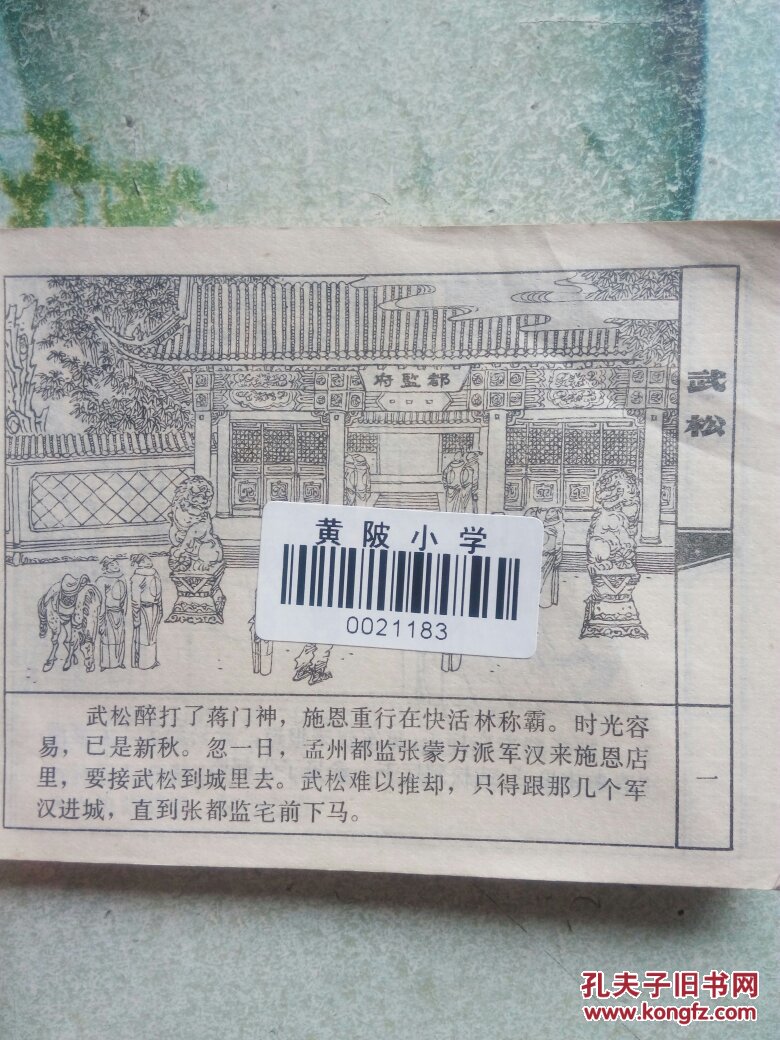 府監都
武松
黄陂小学
0021183
武松醉打了蒋门神，施恩重行在快活林称霸。时光容
易，已是新秋。忽一日，孟州都监张蒙方派军汉来施恩店
里，要接武松到城里去。武松难以推却，只得跟那几个军
汉进城，直到张都监宅前下马。
一
孔夫子旧书网
www.kongfz.com